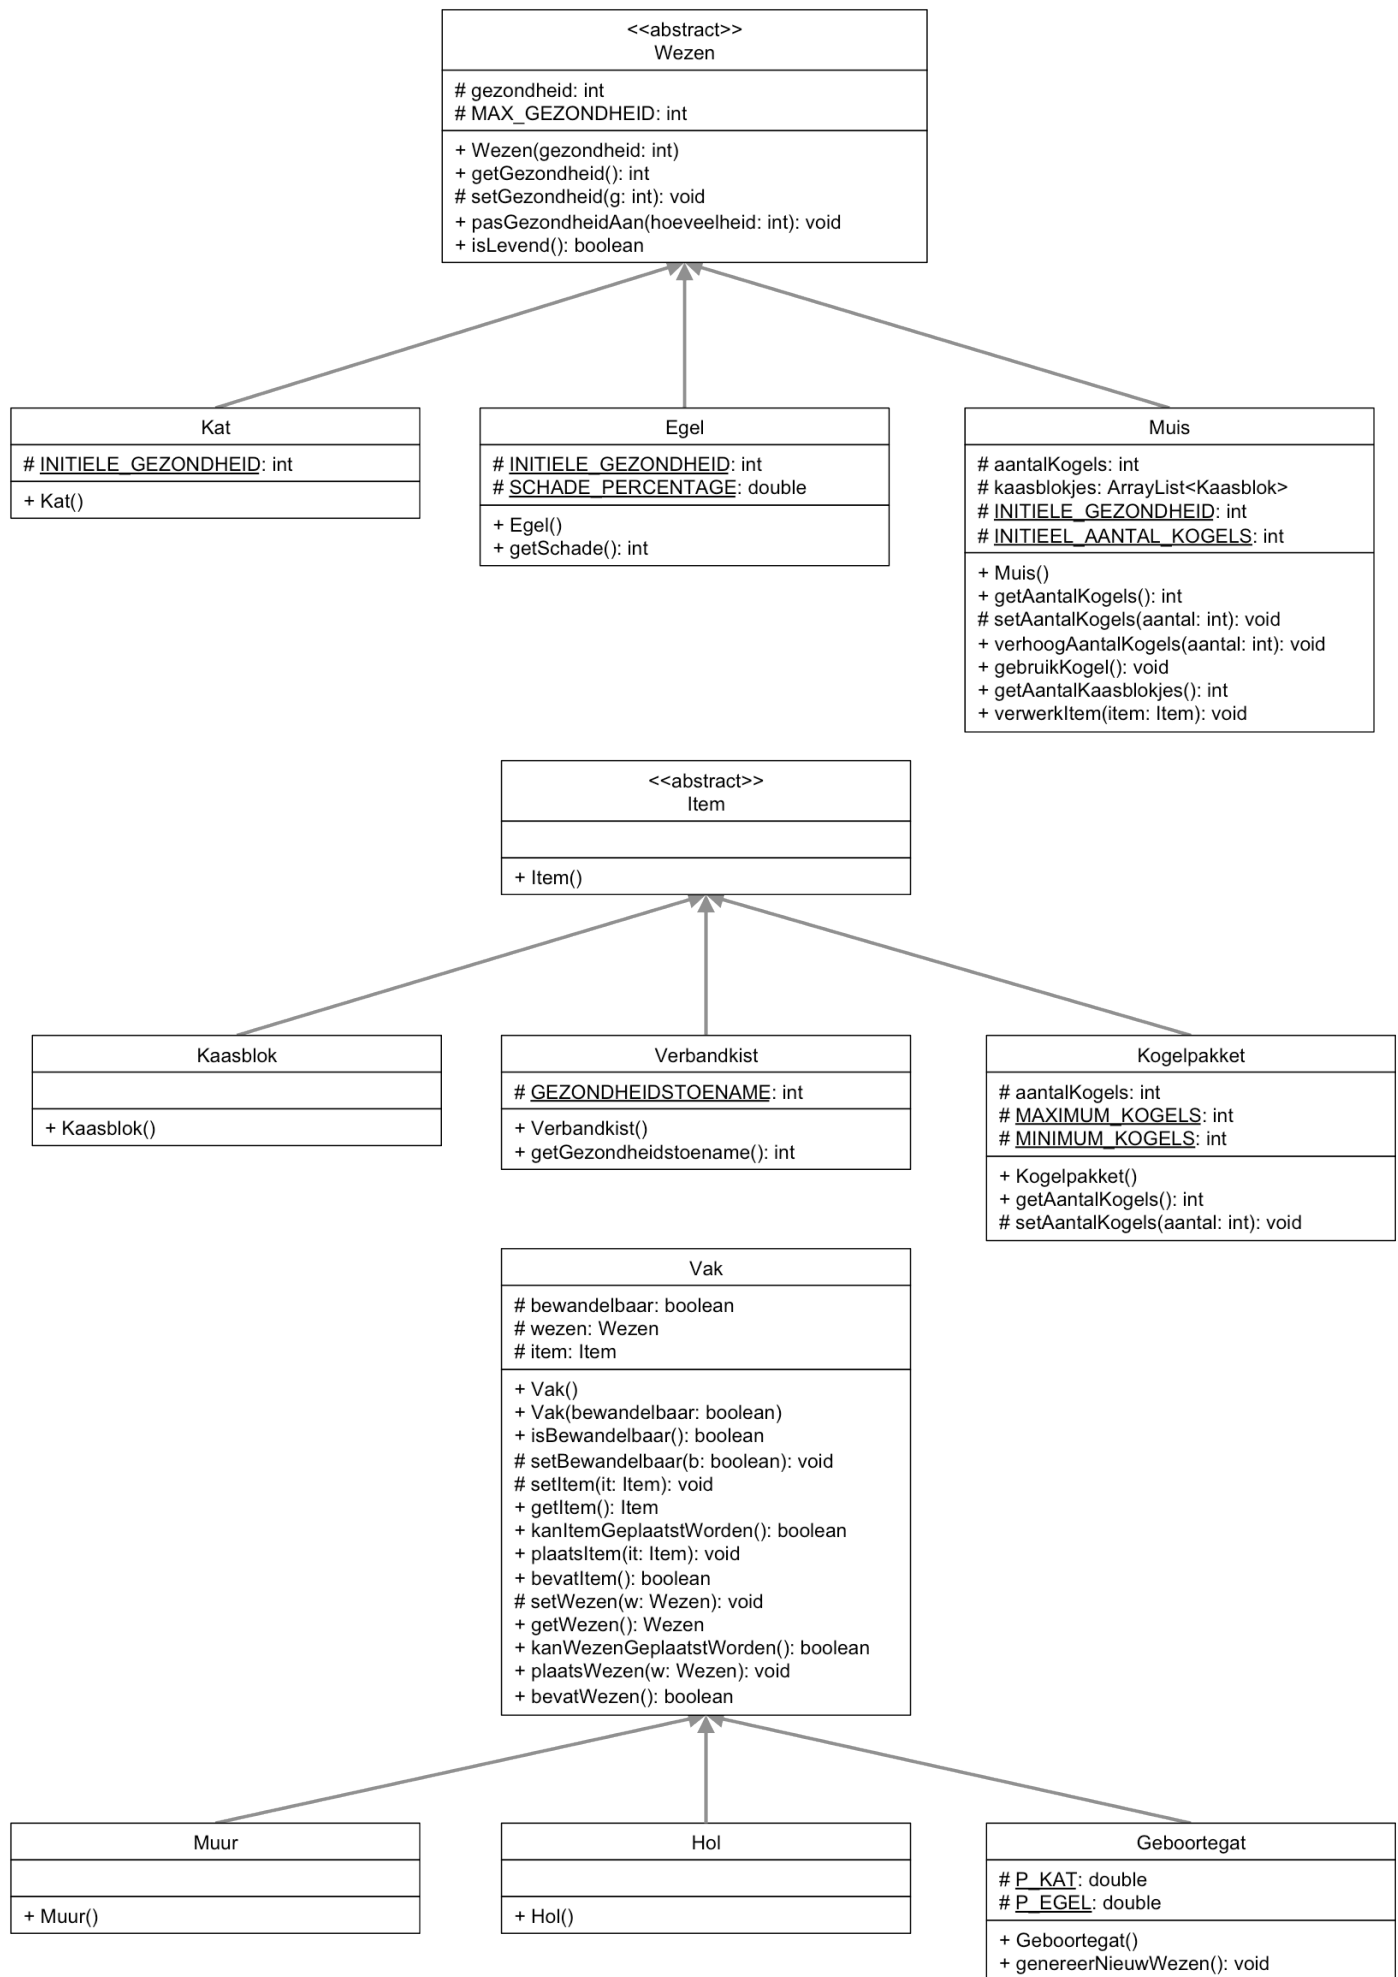 <<abstract>>
Wezen
# gezondheid: int
# MAX_GEZONDHEID: int
+ Wezen(gezondheid: int)
+ getGezondheid(): int
# setGezondheid(g: int): void
+ pasGezondheidAan(hoeveelheid: int): void
+ isLevend(): boolean
Kat
# INITIELE_GEZONDHEID: int
+ Kat()
Egel
# INITIELE_GEZONDHEID: int
# SCHADE_PERCENTAGE: double
+ Egel()
+ getSchade(): int
Muis
# aantalKogels: int
# kaasblokjes: ArrayList<Kaasblok>
# INITIELE_GEZONDHEID: int
# INITIEEL_AANTAL_KOGELS: int
+ Muis()
+ getAantalKogels(): int
# setAantalKogels(aantal: int): void
+ verhoogAantalKogels(aantal: int): void
+ gebruikKogel(): void
+ getAantalKaasblokjes(): int
+ verwerkItem(item: Item): void
<<abstract>>
Item
+ Item()
Kaasblok
+ Kaasblok()
Verbandkist
# GEZONDHEIDSTOENAME: int
+ Verbandkist()
+ getGezondheidstoename(): int
Kogelpakket
# aantalKogels: int
# MAXIMUM_KOGELS: int
# MINIMUM_KOGELS: int
+ Kogelpakket()
+ getAantalKogels(): int
# setAantalKogels(aantal: int): void
Vak
# bewandelbaar: boolean
# wezen: Wezen
# item: Item
+ Vak()
+ Vak(bewandelbaar: boolean)
+ isBewandelbaar(): boolean
# setBewandelbaar(b: boolean): void
# setItem(it: Item): void
+ getItem(): Item
+ kanItemGeplaatstWorden(): boolean
+ plaatsItem(it: Item): void
+ bevatItem(): boolean
# setWezen(w: Wezen): void
+ getWezen(): Wezen
+ kanWezenGeplaatstWorden(): boolean
+ plaatsWezen(w: Wezen): void
+ bevatWezen(): boolean
Muur
+ Muur()
Hol
+ Hol()
Geboortegat
# P_KAT: double
# P_EGEL: double
+ Geboortegat()
+ genereerNieuwWezen(): void